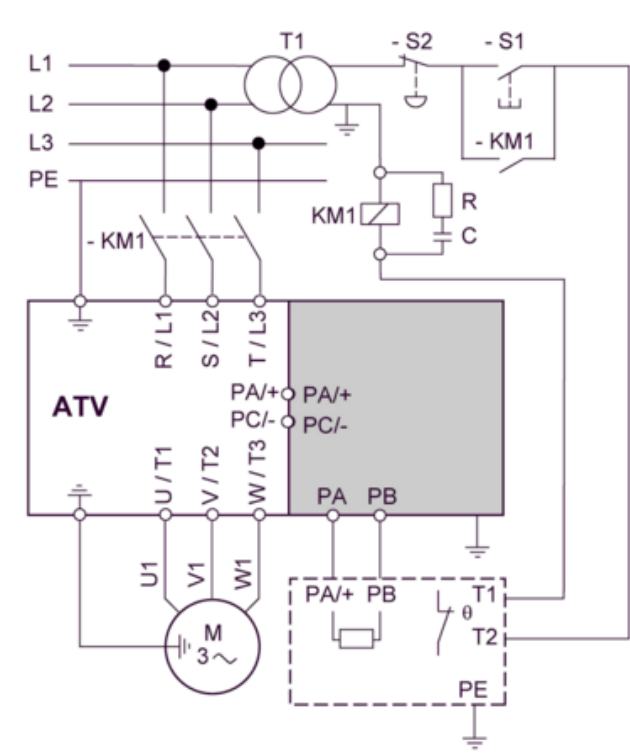 T1
- S2
- S1
L1
L2
L3
- KM1
PE
KM1
R
C
- KM1
R / L1
S / L2
T / L3
PA/+
PA/+
PC/-
PC/-
ATV
U / T1
V / T2
W / T3
PA
PB
U1
V1
W1
PA/+
PB
T1
θ
T2
M
3
PE